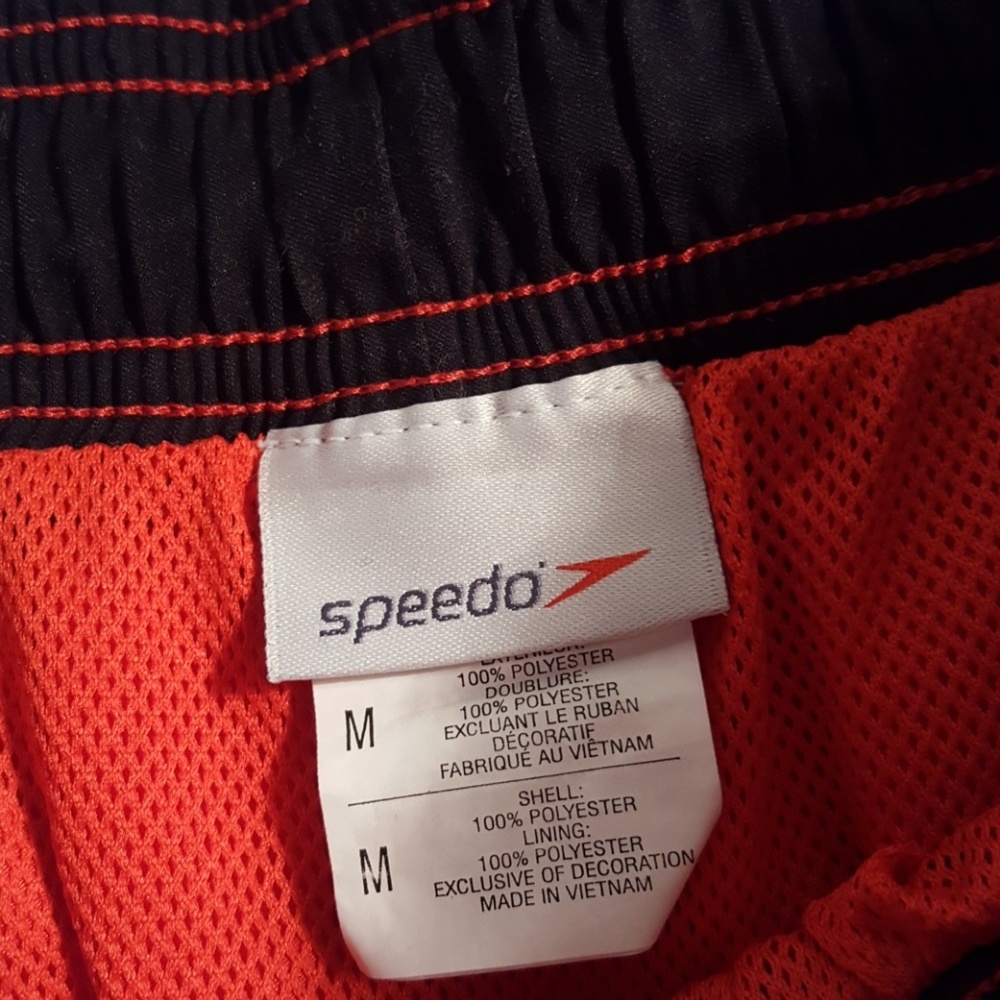 speedo
EXTÉRIEUR:
100% POLYESTER
DOUBLURE:
100% POLYESTER
EXCLUANT LE RUBAN
DÉCORATIF
FABRIQUÉ AU VIÊTNAM
M
SHELL:
100% POLYESTER
LINING:
100% POLYESTER
EXCLUSIVE OF DECORATION
MADE IN VIETNAM
M